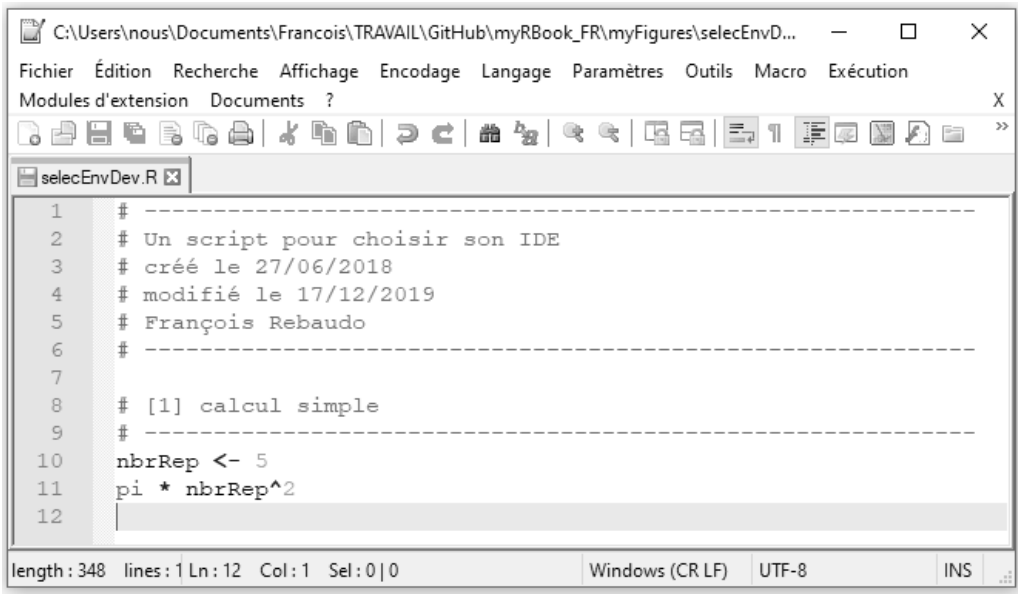 C:\Users\nous\Documents\Francois\TRAVAIL\GitHub\myRBook_FR\myFigures\selecEnvD...
Fichier Édition Recherche Affichage Encodage Langage Paramètres Outils Macro Exécution
Modules d'extension Documents ? X
selecEnvDev.R
1 # ------------------------------------------------------------
2 # Un script pour choisir son IDE
3 # créé le 27/06/2018
4 # modifié le 17/12/2019
5 # François Rebaudo
6 # ------------------------------------------------------------
7
8 # [1] calcul simple
9 # ------------------------------------------------------------
10 nbrRep <- 5
11 pi * nbrRep^2
12
length : 348 lines : 1 Ln : 12 Col : 1 Sel : 0 | 0 Windows (CR LF) UTF-8 INS